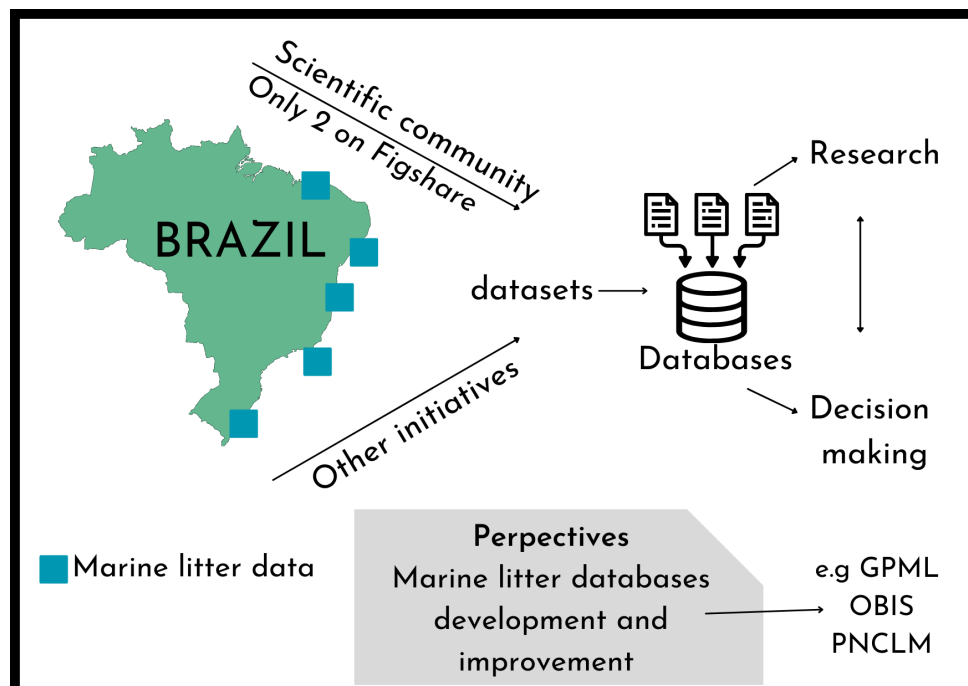 Scientific community
Only 2 on Figshare
BRAZIL
Research
datasets
Databases
Other initiatives
Decision
making
Marine litter data
Perpectives
Marine litter databases
development and
improvement
e.g GPML
OBIS
PNCLM